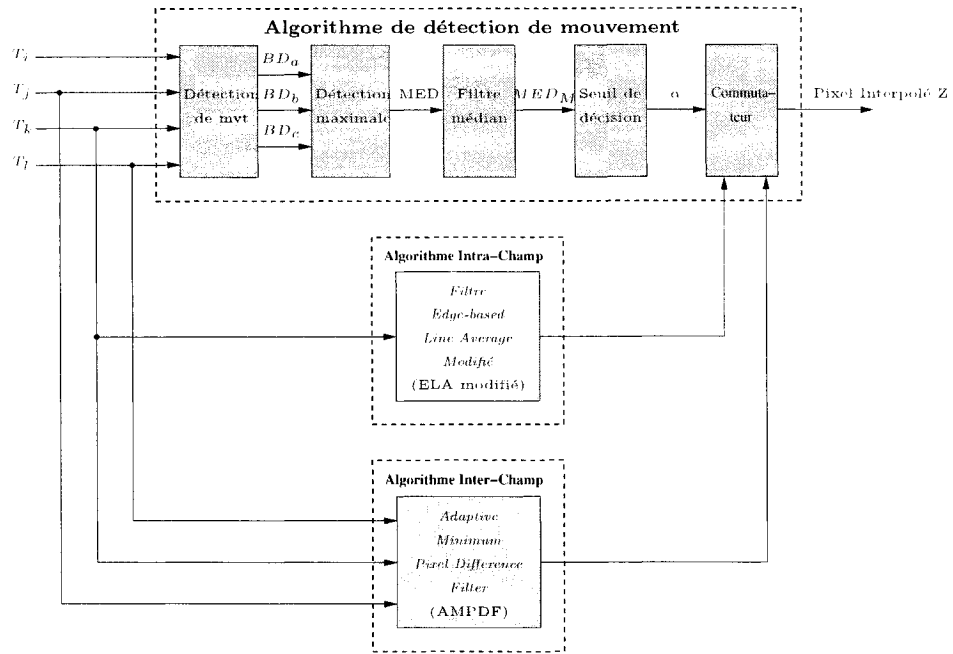 Algorithme de détection de mouvement
T_i
T_j
T_k
T_l
Détection
de mvt
BD_a
BD_b
BD_c
Détection
maximale
MED
Filtre
médian
MED_M
Seuil de
décision
α
Commuta-
teur
Pixel Interpolé Z
Algorithme Intra-Champ
Filtre
Edge-based
Line Average
Modifié
(ELA modifié)
Algorithme Inter-Champ
Adaptive
Minimum
Pixel Difference
Filter
(AMPDF)